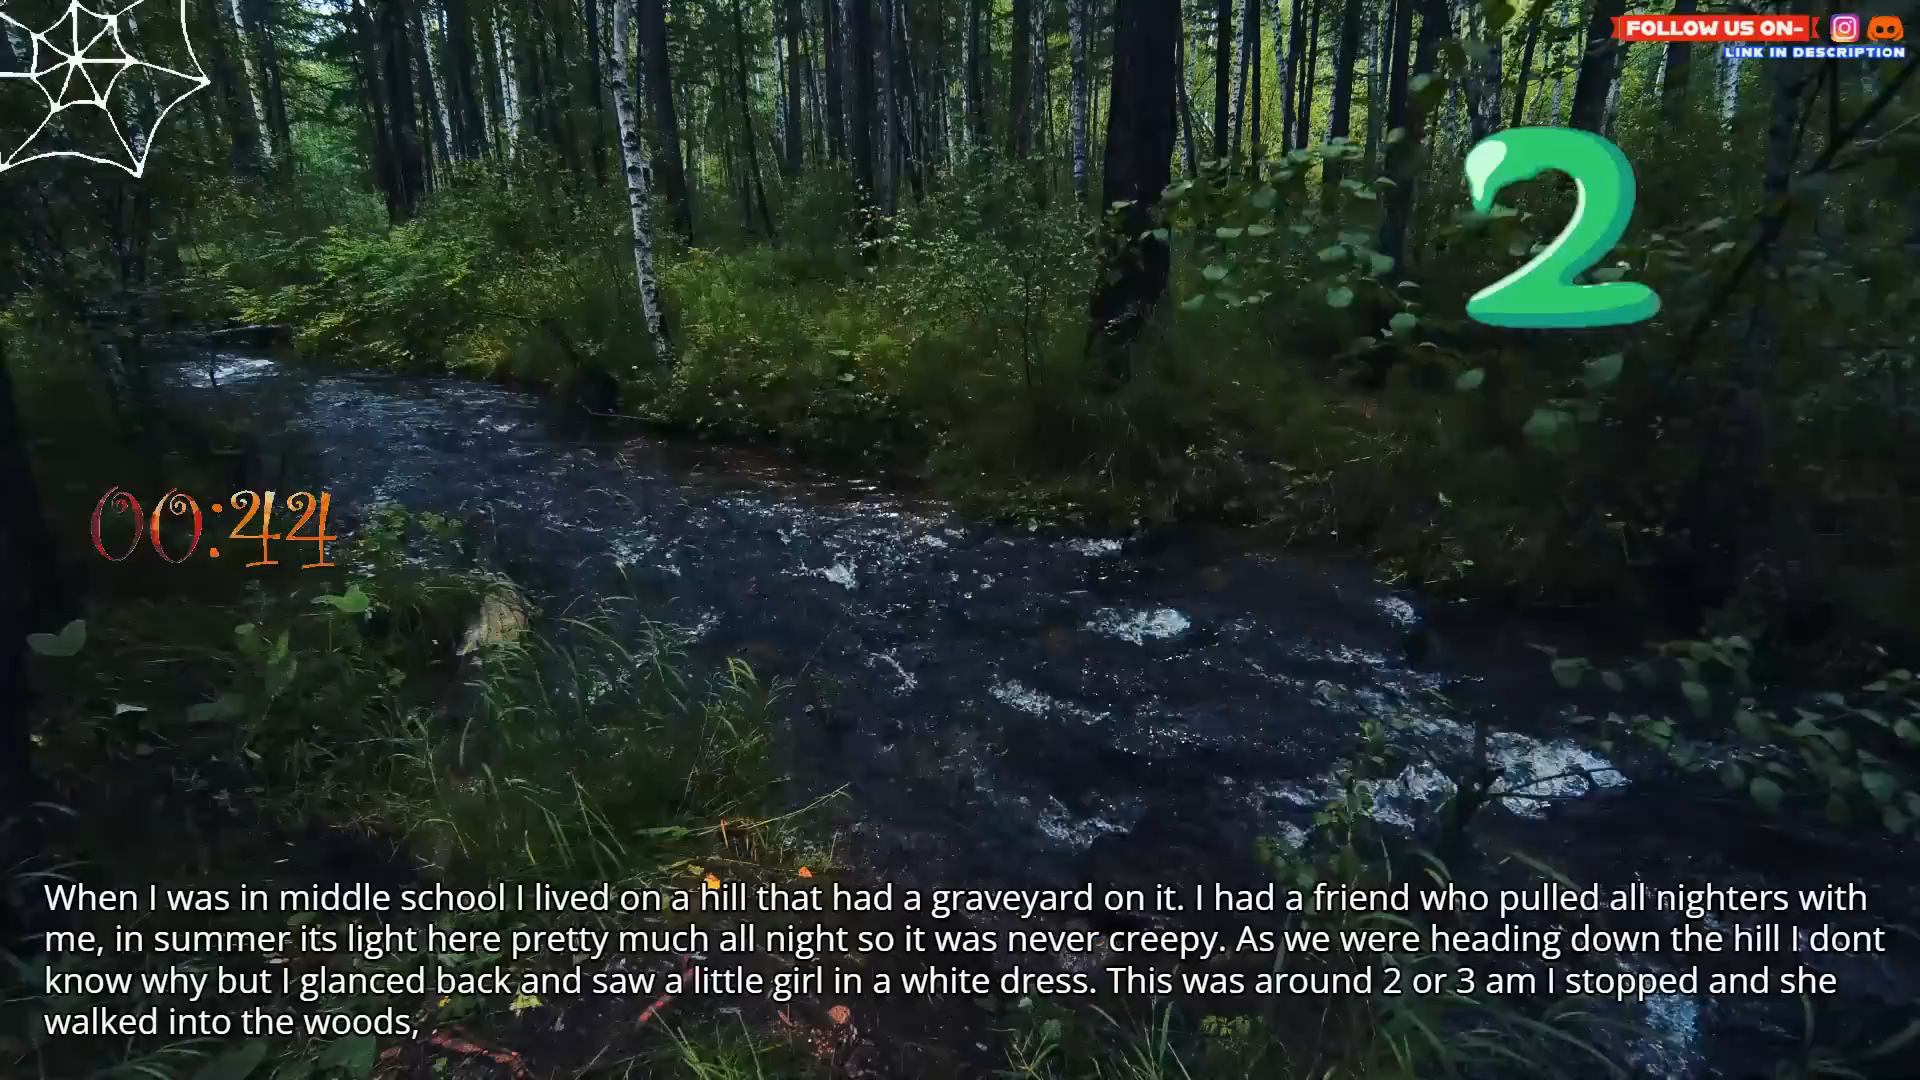 FOLLOW US ON-
LINK IN DESCRIPTION
2
00:44
When I was in middle school I lived on a hill that had a graveyard on it. I had a friend who pulled all nighters with
me, in summer its light here pretty much all night so it was never creepy. As we were heading down the hill I dont
know why but I glanced back and saw a little girl in a white dress. This was around 2 or 3 am I stopped and she
walked into the woods,